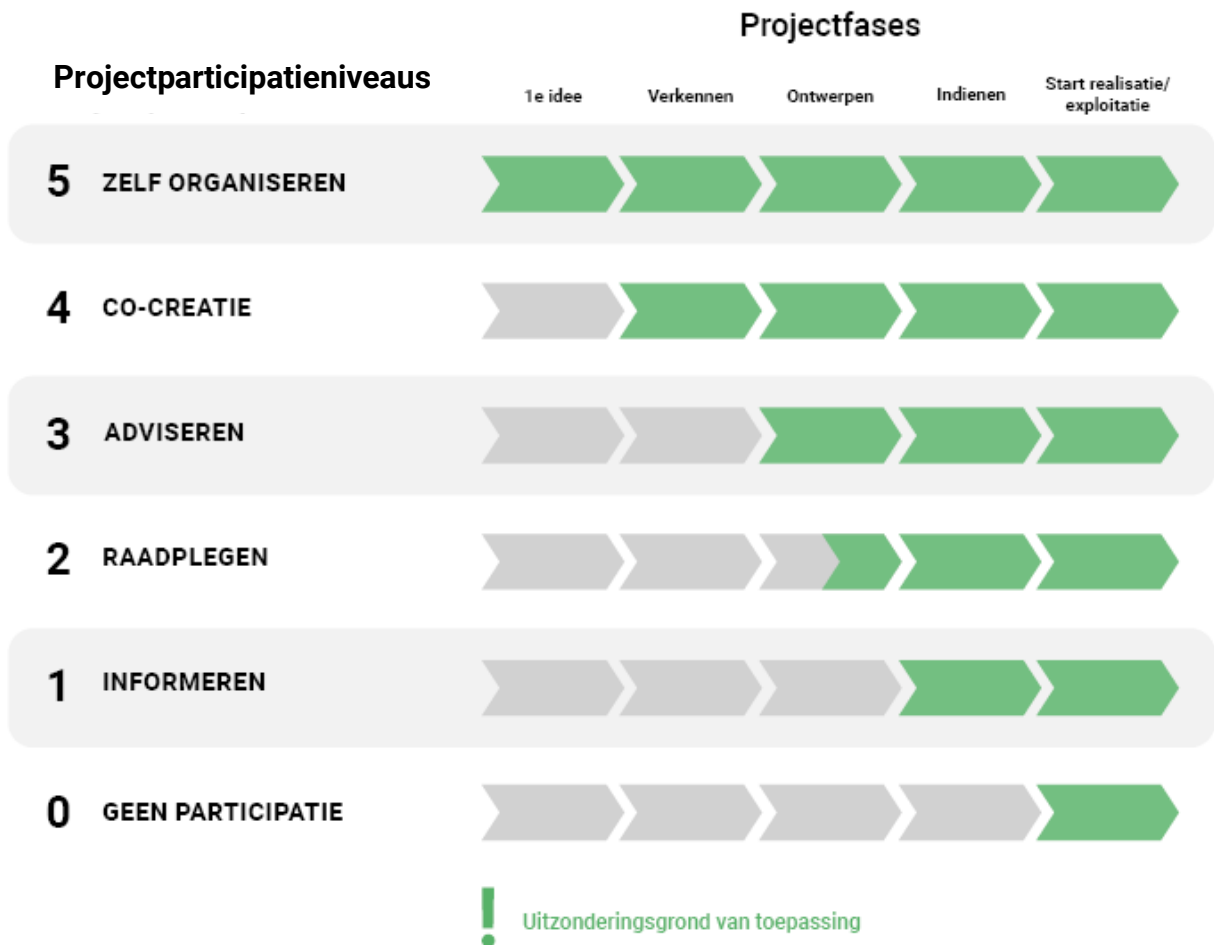 Projectfases
Projectparticipatieniveaus
1e idee
Verkennen
Ontwerpen
Indienen
Start realisatie/
exploitatie
5 ZELF ORGANISEREN
4 CO-CREATIE
3 ADVISEREN
2 RAADPLEGEN
1 INFORMEREN
0 GEEN PARTICIPATIE
! Uitzonderingsgrond van toepassing